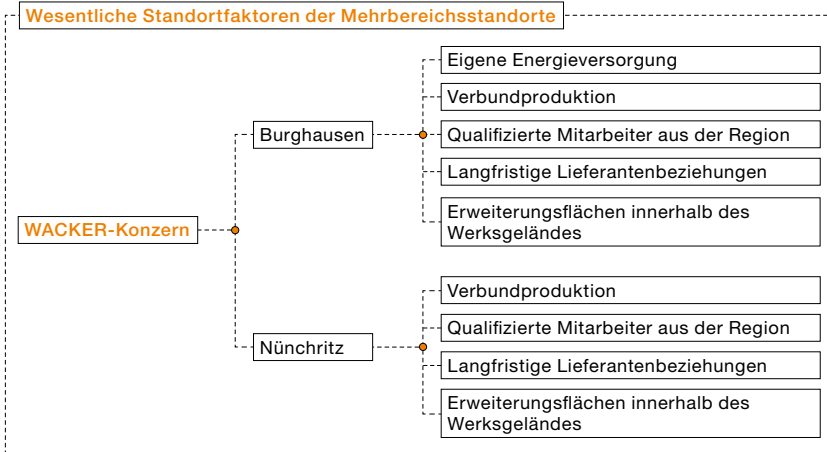 Wesentliche Standortfaktoren der Mehrbereichsstandorte
WACKER-Konzern
Burghausen
Eigene Energieversorgung
Verbundproduktion
Qualifizierte Mitarbeiter aus der Region
Langfristige Lieferantenbeziehungen
Erweiterungsflächen innerhalb des
Werksgeländes
Nünchritz
Verbundproduktion
Qualifizierte Mitarbeiter aus der Region
Langfristige Lieferantenbeziehungen
Erweiterungsflächen innerhalb des
Werksgeländes